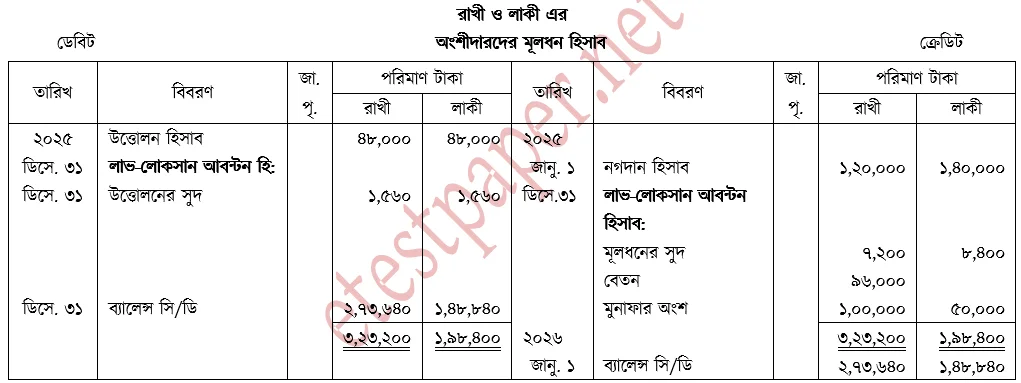 রাখী ও লাকী এর
ডেবিট অংশীদারদের মূলধন হিসাব ক্রেডিট
তারিখ বিবরণ জা. পৃ. পরিমাণ টাকা তারিখ বিবরণ জা. পৃ. পরিমাণ টাকা
রাখী লাকী রাখী লাকী
২০২৫ উত্তোলন হিসাব ৪৮,০০০ ৪৮,০০০ ২০২৫
ডিসে. ৩১ লাভ-লোকসান আবন্টন হি: জানু. ১ নগদান হিসাব ১,২০,০০০ ১,৪০,০০০
ডিসে. ৩১ উত্তোলনের সুদ ১,৫৬০ ১,৫৬০ ডিসে.৩১ লাভ-লোকসান আবন্টন
হিসাব:
মূলধনের সুদ ৭,২০০ ৮,৪০০
বেতন ৯৬,০০০
ডিসে. ৩১ ব্যালেন্স সি/ডি ২,৭৩,৬৪০ ১,৪৮,৮৪০ মুনাফার অংশ ১,০০,০০০ ৫০,০০০
৩,২৩,২০০ ১,৯৮,৪০০ ২০২৬ ৩,২৩,২০০ ১,৯৮,৪০০
জানু. ১ ব্যালেন্স সি/ডি ২,৭৩,৬৪০ ১,৪৮,৮৪০
etestpaper.net